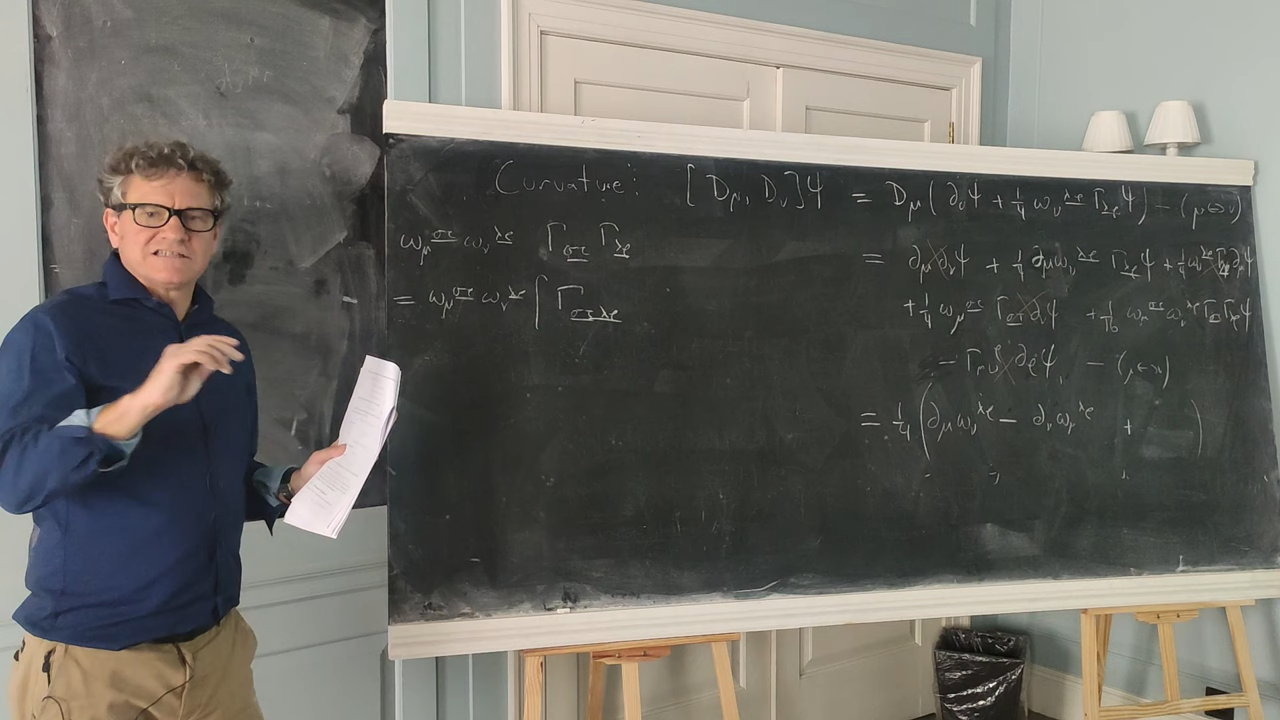 Curvature: [D_μ, D_ν]ψ = D_μ(∂_νψ + 1/4 ω_ν^{λρ} Γ_{λρ}ψ) - (μ↔ν)
ω_μ^{στ} ω_ν^{λρ} Γ_{στ} Γ_{λρ}
= ω_μ^{στ} ω_ν^{λρ} [ Γ_{στλρ}
= ∂_μ∂_νψ + 1/4 ∂_μω_ν^{λρ} Γ_{λρ}ψ + 1/4 ω_ν^{λρ} Γ_{λρ} ∂_μψ
+ 1/4 ω_μ^{στ} Γ_{στ} ∂_νψ + 1/16 ω_μ^{στ} ω_ν^{λρ} Γ_{στ} Γ_{λρ} ψ
- Γ_{μν}^ρ ∂_ρψ, - (μ↔ν)
= 1/4 ( ∂_μω_ν^{λρ} - ∂_νω_μ^{λρ} + )